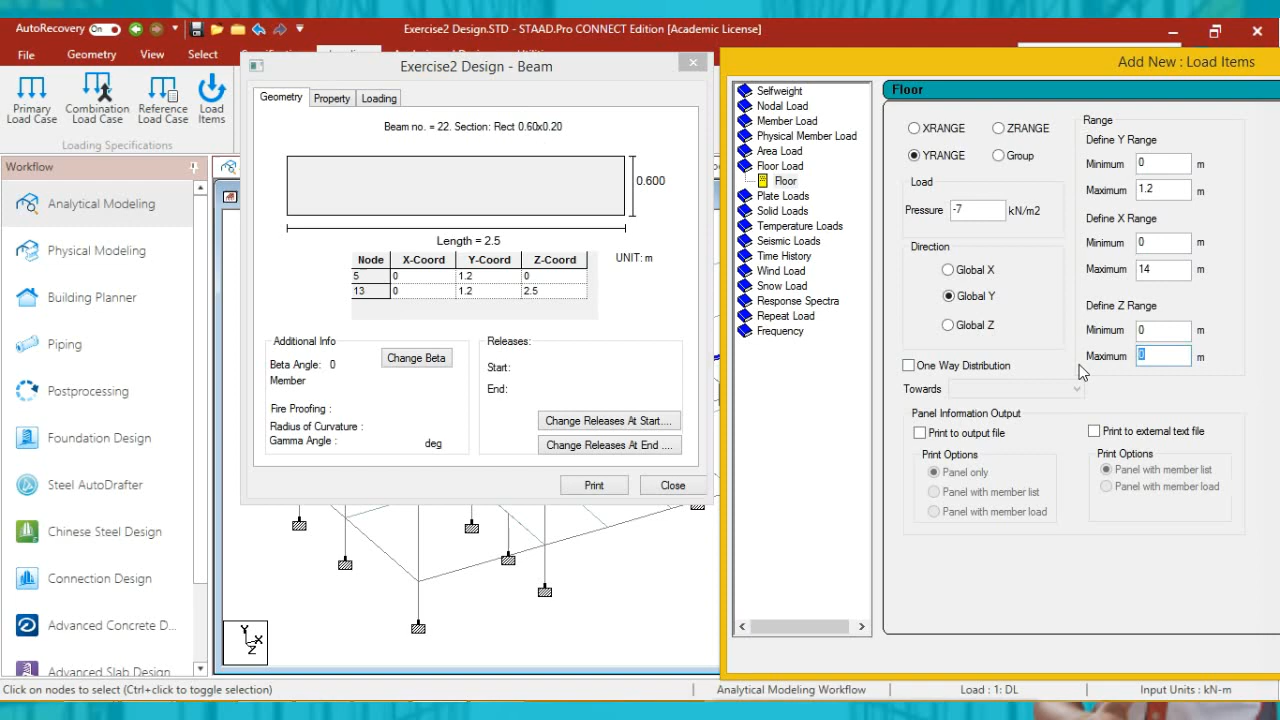 AutoRecovery On
Exercise2 Design.STD - STAAD.Pro CONNECT Edition [Academic License]
File Geometry View Select
Primary Load Case
Combination Load Case
Reference Load Case
Load Items
Loading Specifications
Workflow
Analytical Modeling
Physical Modeling
Building Planner
Piping
Postprocessing
Foundation Design
Steel AutoDrafter
Chinese Steel Design
Connection Design
Advanced Concrete D...
Advanced Slab Design
Exercise2 Design - Beam
Geometry Property Loading
Beam no. = 22. Section: Rect 0.60x0.20
0.600
Length = 2.5
UNIT: m
Node X-Coord Y-Coord Z-Coord
5 0 1.2 0
13 0 1.2 2.5
Additional Info
Beta Angle: 0
Change Beta
Member
Fire Proofing :
Radius of Curvature :
Gamma Angle : deg
Releases:
Start:
End:
Change Releases At Start....
Change Releases At End ....
Print Close
Y
X
Z
Add New : Load Items
Selfweight
Nodal Load
Member Load
Physical Member Load
Area Load
Floor Load
Floor
Plate Loads
Solid Loads
Temperature Loads
Seismic Loads
Time History
Wind Load
Snow Load
Response Spectra
Repeat Load
Frequency
Floor
XRANGE ZRANGE
YRANGE Group
Load
Pressure -7 kN/m2
Direction
Global X
Global Y
Global Z
One Way Distribution
Towards
Range
Define Y Range
Minimum 0 m
Maximum 1.2 m
Define X Range
Minimum 0 m
Maximum 14 m
Define Z Range
Minimum 0 m
Maximum 0 m
Panel Information Output
Print to output file
Print Options
Panel only
Panel with member list
Panel with member load
Print to external text file
Print Options
Panel with member list
Panel with member load
Click on nodes to select (Ctrl+click to toggle selection)
Analytical Modeling Workflow
Load : 1: DL
Input Units : kN-m